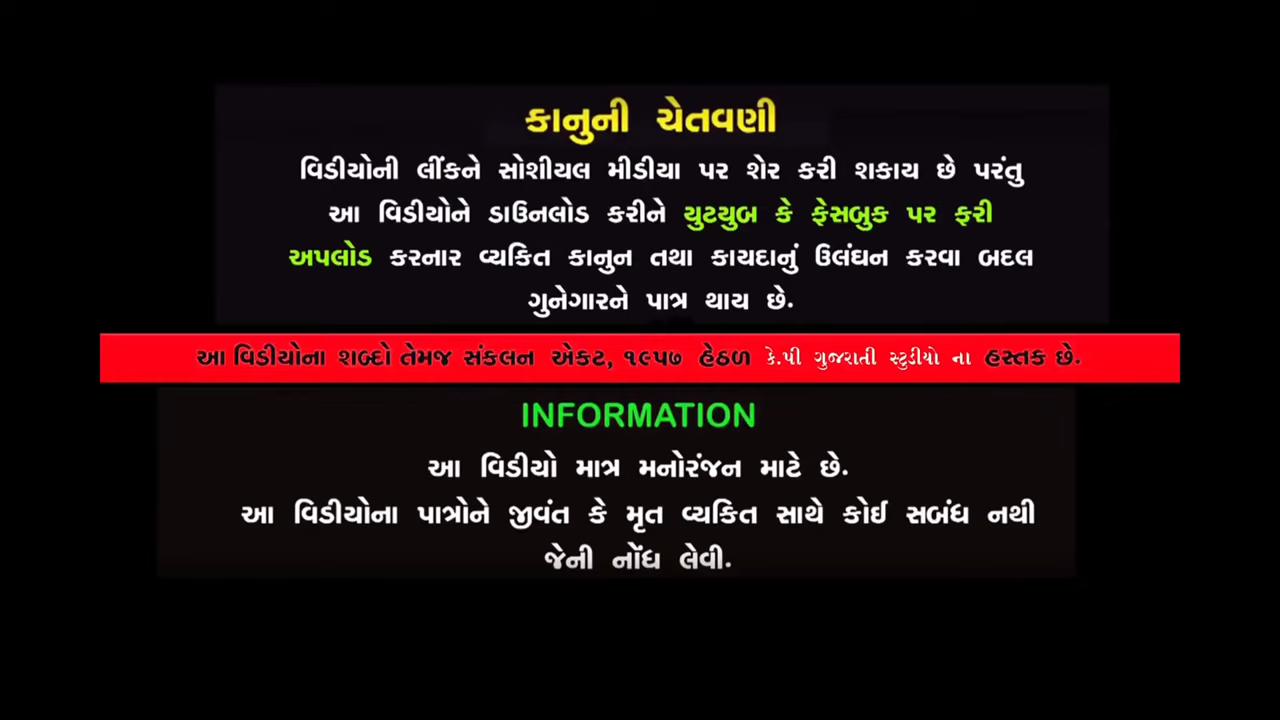 કાનુની ચેતવણી
વિડીયોની લીંકને સોશીયલ મીડીયા પર શેર કરી શકાય છે પરંતુ
આ વિડીયોને ડાઉનલોડ કરીને યુટયુબ કે ફેસબુક પર ફરી
અપલોડ કરનાર વ્યકિત કાનુન તથા કાયદાનું ઉલંઘન કરવા બદલ
ગુનેગારને પાત્ર થાય છે.
આ વિડીયોના શબ્દો તેમજ સંકલન એકટ, ૧૯૫૭ હેઠળ કે.પી ગુજરાતી સ્ટુડીયો ના હસ્તક છે.
INFORMATION
આ વિડીયો માત્ર મનોરંજન માટે છે.
આ વિડીયોના પાત્રોને જીવંત કે મૃત વ્યકિત સાથે કોઈ સબંધ નથી
જેની નોંધ લેવી.